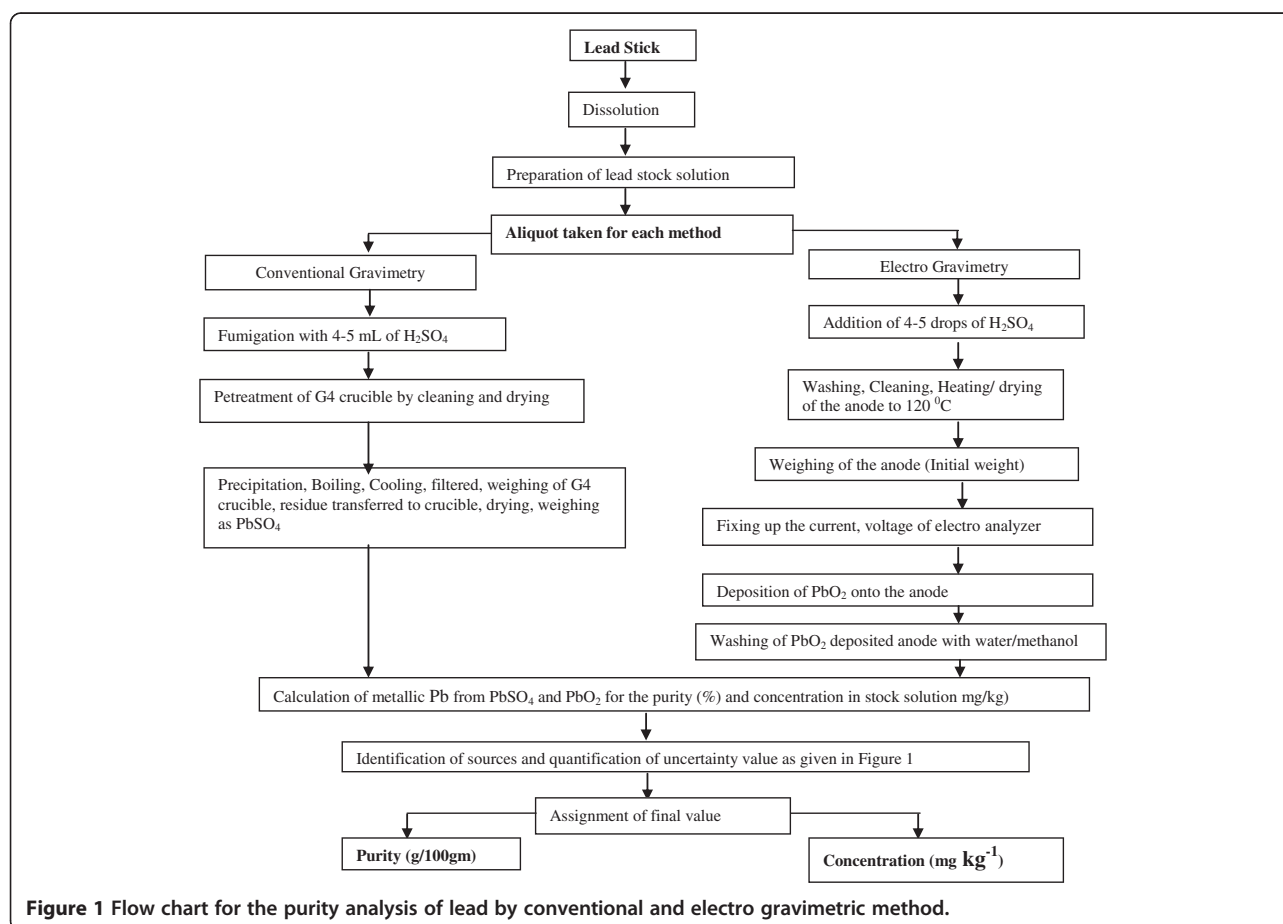 Lead Stick
Dissolution
Preparation of lead stock solution
Aliquot taken for each method
Conventional Gravimetry
Fumigation with 4-5 mL of H₂SO₄
Petreatment of G4 crucible by cleaning and drying
Precipitation, Boiling, Cooling, filtered, weighing of G4
crucible, residue transferred to crucible, drying, weighing
as PbSO₄
Electro Gravimetry
Addition of 4-5 drops of H₂SO₄
Washing, Cleaning, Heating/ drying
of the anode to 120 ⁰C
Weighing of the anode (Initial weight)
Fixing up the current, voltage of electro analyzer
Deposition of PbO₂ onto the anode
Washing of PbO₂ deposited anode with water/methanol
Calculation of metallic Pb from PbSO₄ and PbO₂ for the purity (%) and concentration in stock solution mg/kg)
Identification of sources and quantification of uncertainty value as given in Figure 1
Assignment of final value
Purity (g/100gm)
Concentration (mg kg⁻¹)
Figure 1 Flow chart for the purity analysis of lead by conventional and electro gravimetric method.